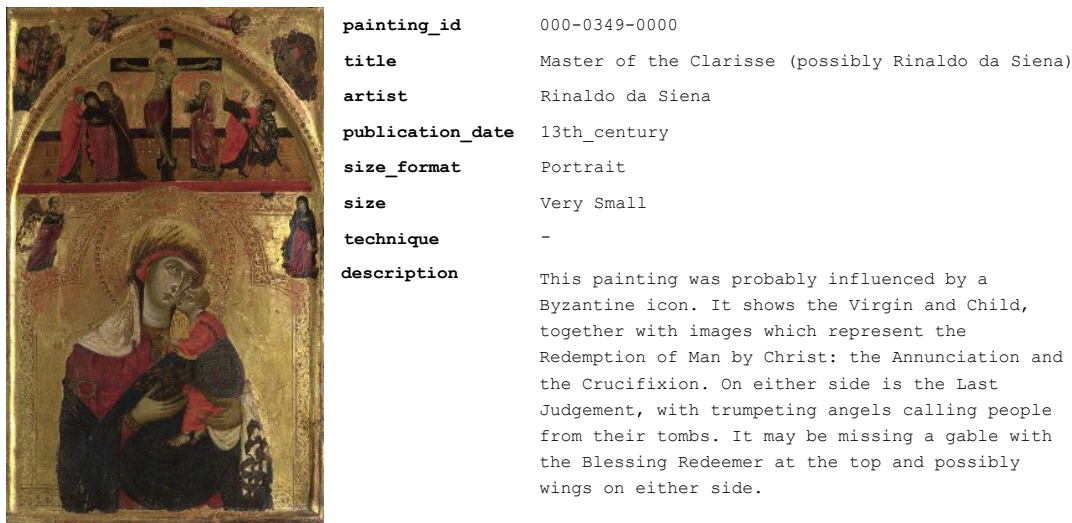 painting_id 000-0349-0000
title Master of the Clarisse (possibly Rinaldo da Siena)
artist Rinaldo da Siena
publication_date 13th_century
size_format Portrait
size Very Small
technique -
description This painting was probably influenced by a
Byzantine icon. It shows the Virgin and Child,
together with images which represent the
Redemption of Man by Christ: the Annunciation and
the Crucifixion. On either side is the Last
Judgement, with trumpeting angels calling people
from their tombs. It may be missing a gable with
the Blessing Redeemer at the top and possibly
wings on either side.